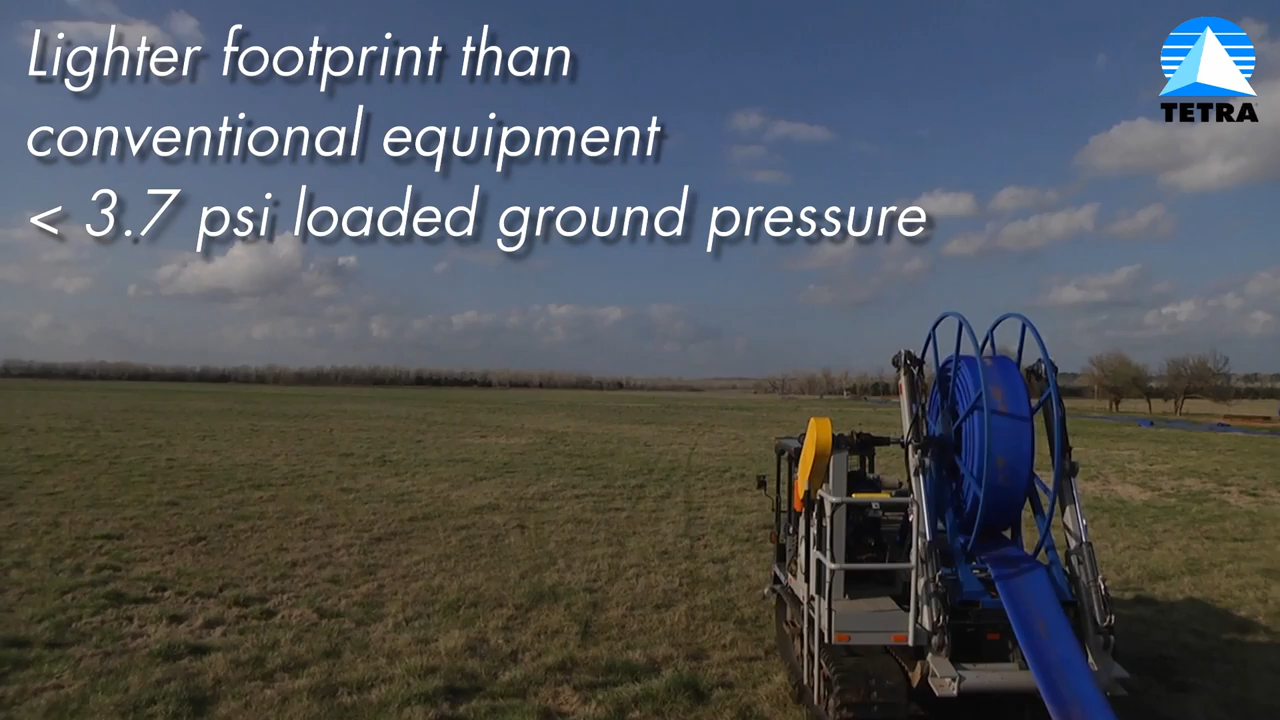 Lighter footprint than
conventional equipment
< 3.7 psi loaded ground pressure
TETRA